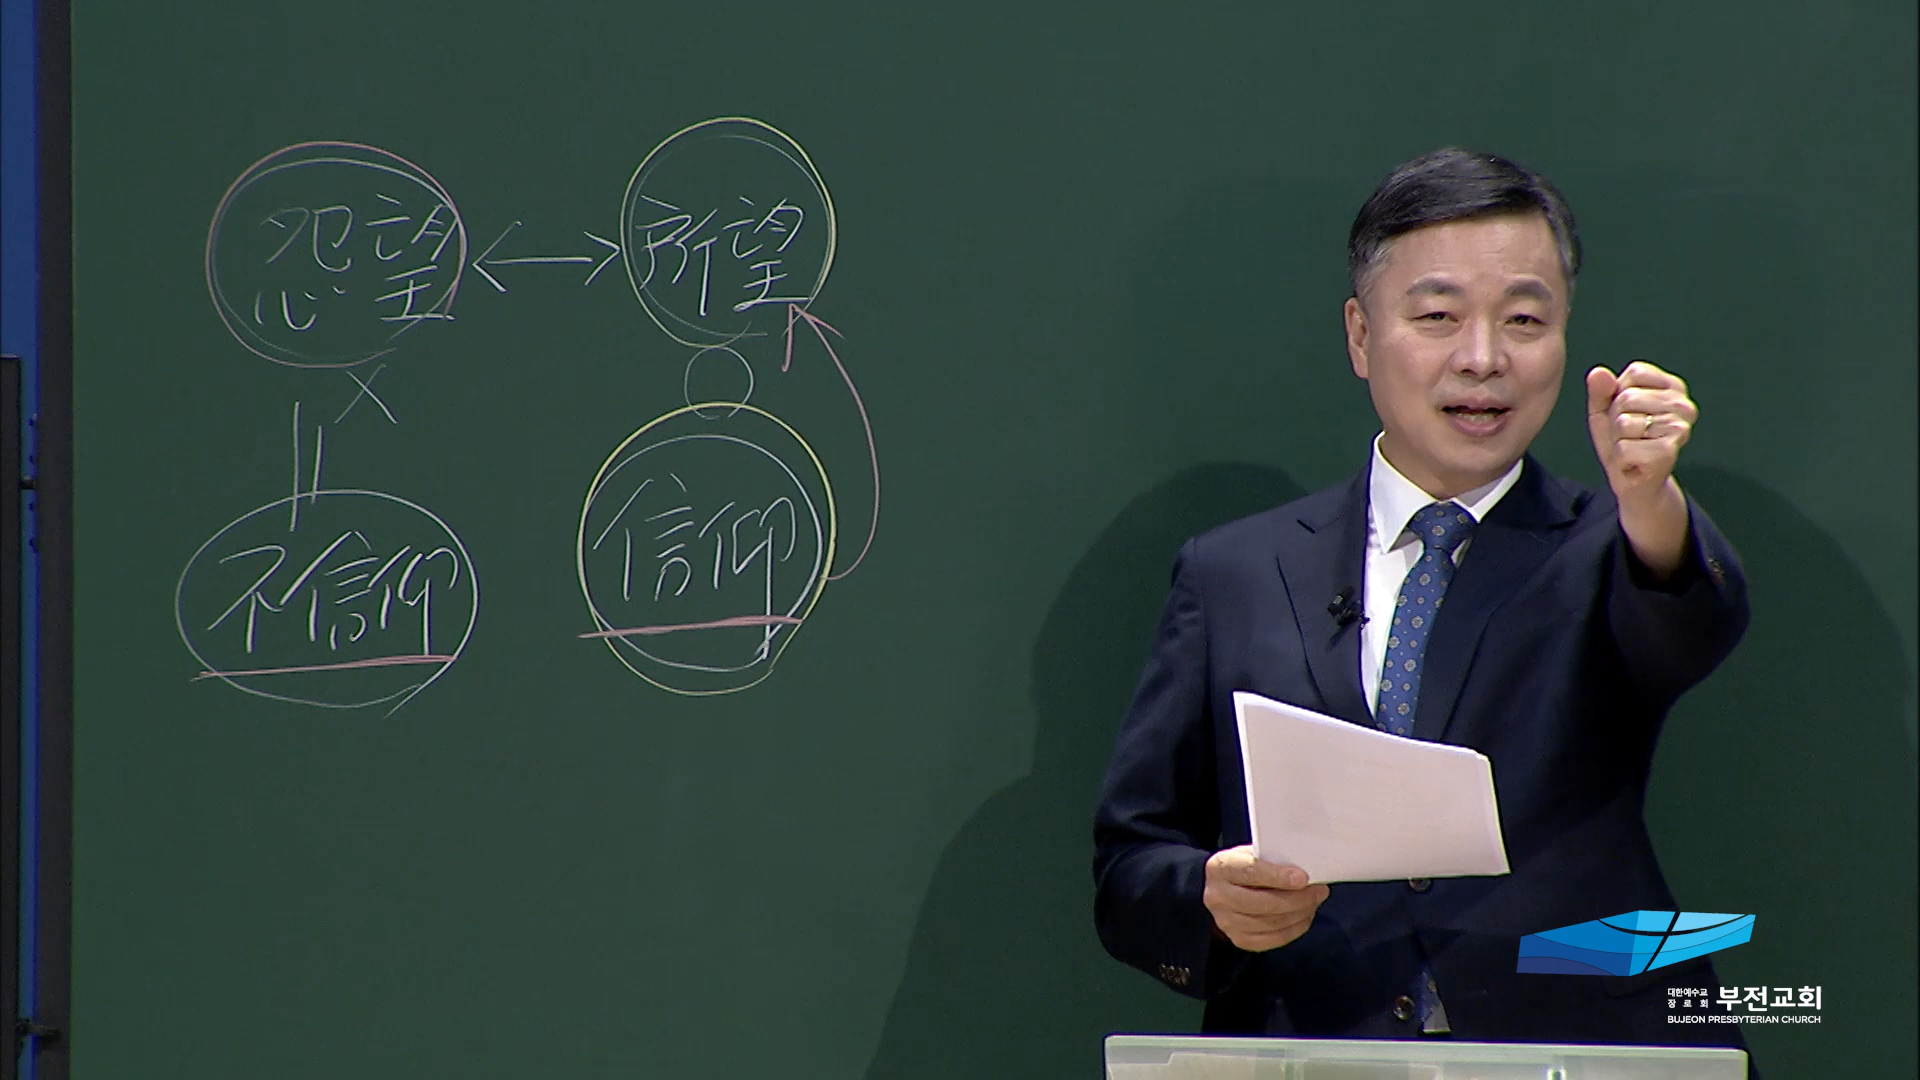 怨望 ↔ 所望
X
不信仰 信仰
대한예수교
장로회 부전교회
BUJEON PRESBYTERIAN CHURCH